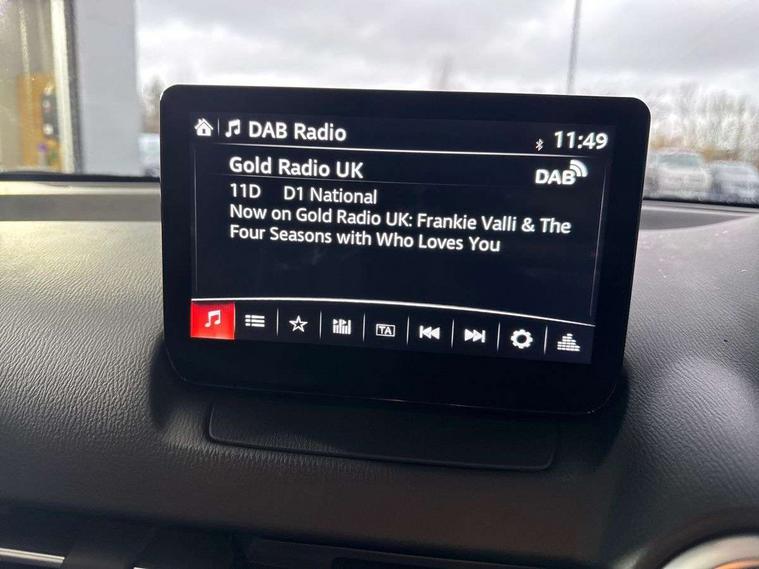 DAB Radio 11:49
Gold Radio UK DAB
11D D1 National
Now on Gold Radio UK: Frankie Valli & The
Four Seasons with Who Loves You
TA